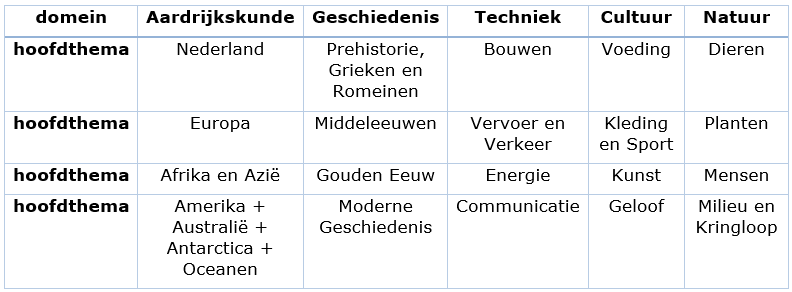 domein Aardrijkskunde Geschiedenis Techniek Cultuur Natuur
hoofdthema Nederland Prehistorie, Bouwen Voeding Dieren
Grieken en
Romeinen
hoofdthema Europa Middeleeuwen Vervoer en Kleding Planten
Verkeer en Sport
hoofdthema Afrika en Azië Gouden Eeuw Energie Kunst Mensen
hoofdthema Amerika + Moderne Communicatie Geloof Milieu en
Australië + Geschiedenis Kringloop
Antarctica +
Oceanen